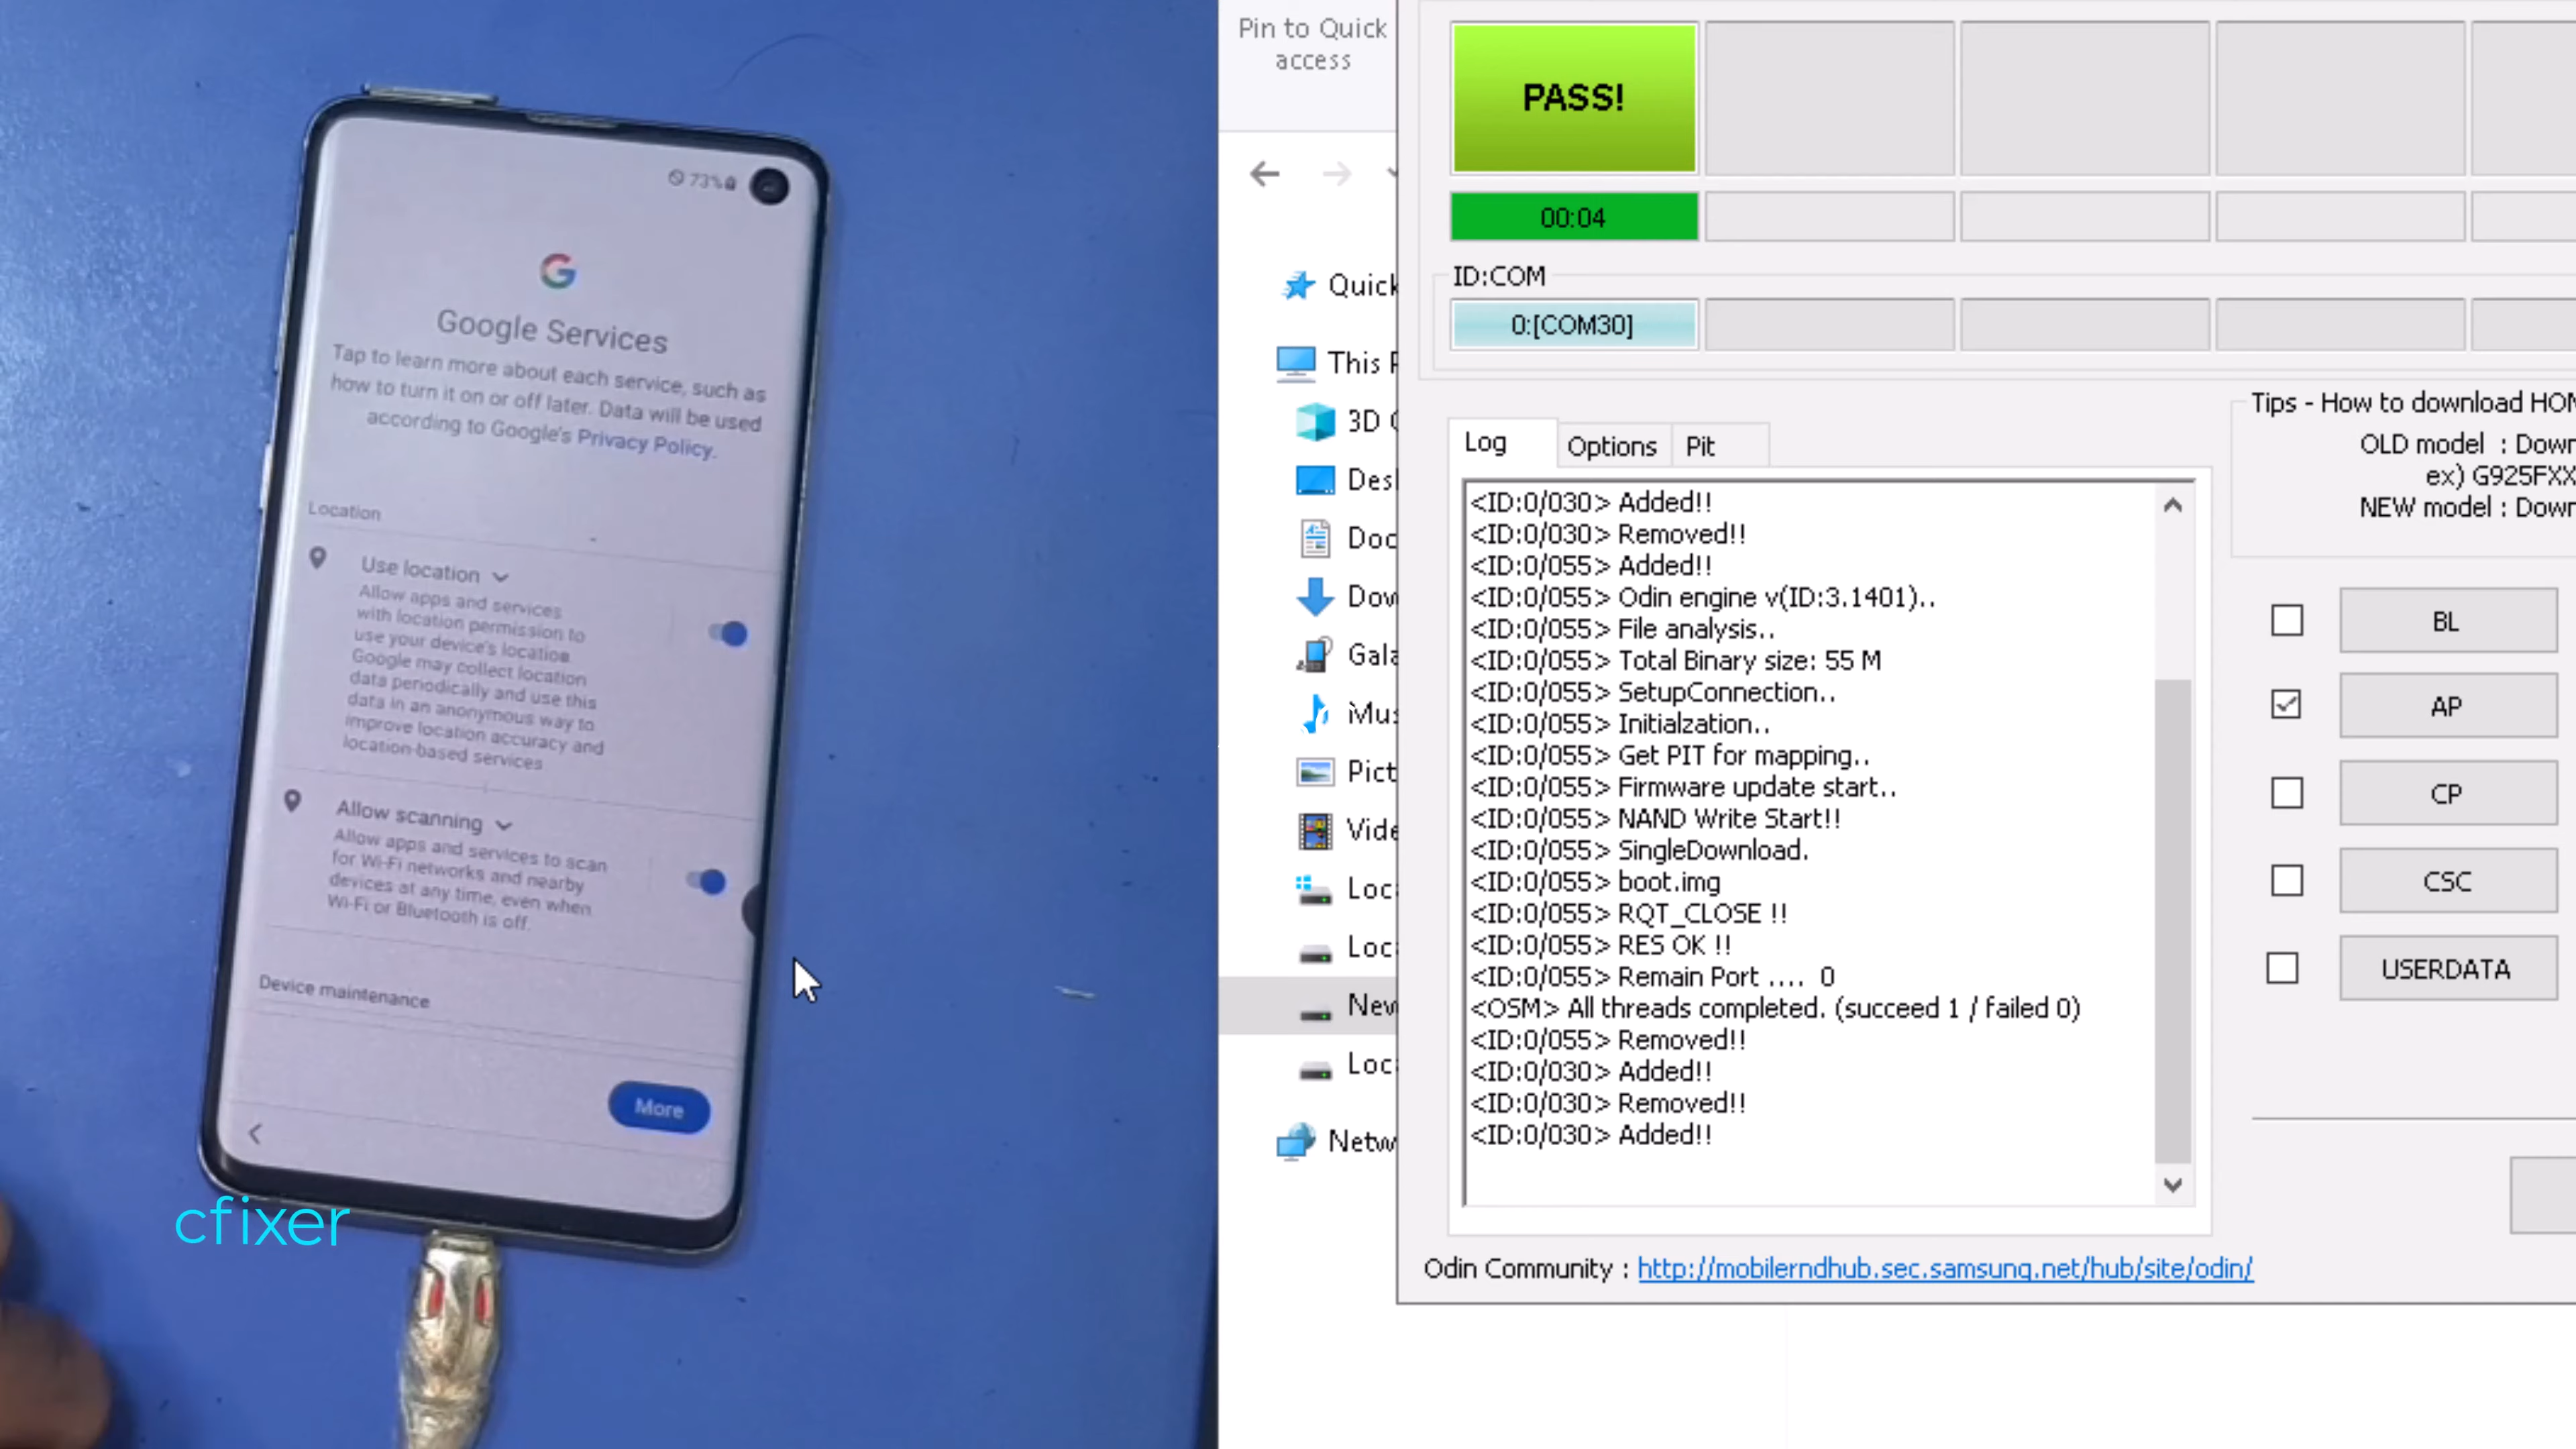 73%
Google Services
Tap to learn more about each service, such as
how to turn it on or off later. Data will be used
according to Google's Privacy Policy.
Location
Use location
Allow apps and services
with location permission to
use your device's location.
Google may collect location
data periodically and use this
data in an anonymous way to
improve location accuracy and
location-based services
Allow scanning
Allow apps and services to scan
for Wi-Fi networks and nearby
devices at any time, even when
Wi-Fi or Bluetooth is off.
Device maintenance
More
cfixer
Pin to Quick
access
Quick
This P
3D O
Desk
Doc
Dow
Gala
Mus
Pict
Vide
Loca
Loca
New
Loca
Netw
PASS!
00:04
ID:COM
0:[COM30]
Log
Options
Pit
<ID:0/030> Added!!
<ID:0/030> Removed!!
<ID:0/055> Added!!
<ID:0/055> Odin engine v(ID:3.1401)..
<ID:0/055> File analysis..
<ID:0/055> Total Binary size: 55 M
<ID:0/055> SetupConnection..
<ID:0/055> Initialzation..
<ID:0/055> Get PIT for mapping..
<ID:0/055> Firmware update start..
<ID:0/055> NAND Write Start!!
<ID:0/055> SingleDownload.
<ID:0/055> boot.img
<ID:0/055> RQT_CLOSE !!
<ID:0/055> RES OK !!
<ID:0/055> Remain Port .... 0
<OSM> All threads completed. (succeed 1 / failed 0)
<ID:0/055> Removed!!
<ID:0/030> Added!!
<ID:0/030> Removed!!
<ID:0/030> Added!!
Tips - How to download HOM
OLD model : Down
ex) G925FXX
NEW model : Down
BL
AP
CP
CSC
USERDATA
Odin Community : http://mobilerndhub.sec.samsung.net/hub/site/odin/